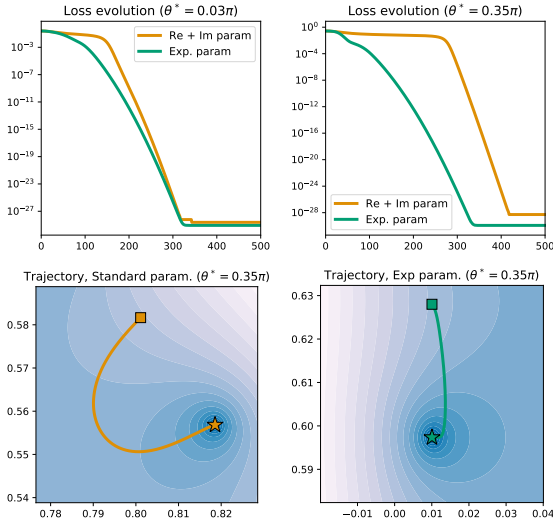 Loss evolution (θ* = 0.03π)
10⁻³
10⁻⁷
10⁻¹¹
10⁻¹⁵
10⁻¹⁹
10⁻²³
10⁻²⁷
Re + Im param
Exp. param
0 100 200 300 400 500
Loss evolution (θ* = 0.35π)
10⁰
10⁻⁴
10⁻⁸
10⁻¹²
10⁻¹⁶
10⁻²⁰
10⁻²⁴
10⁻²⁸
Re + Im param
Exp. param
0 100 200 300 400 500
Trajectory, Standard param. (θ* = 0.35π)
0.58
0.57
0.56
0.55
0.54
0.78 0.79 0.80 0.81 0.82
Trajectory, Exp param. (θ* = 0.35π)
0.63
0.62
0.61
0.60
0.59
−0.01 0.00 0.01 0.02 0.03 0.04